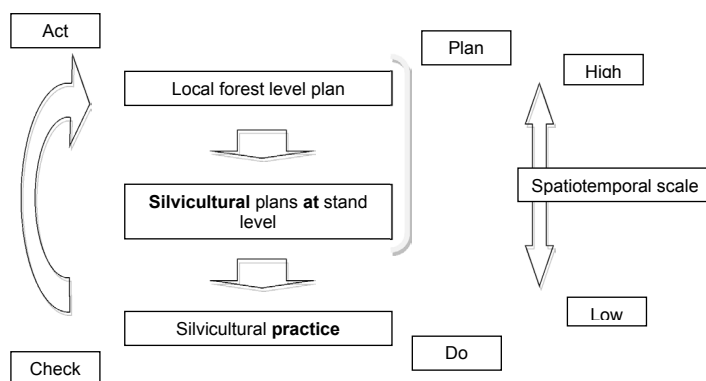 Act
Plan
High
Local forest level plan
Silvicultural plans at stand
level
Spatiotemporal scale
Silvicultural practice
Low
Do
Check